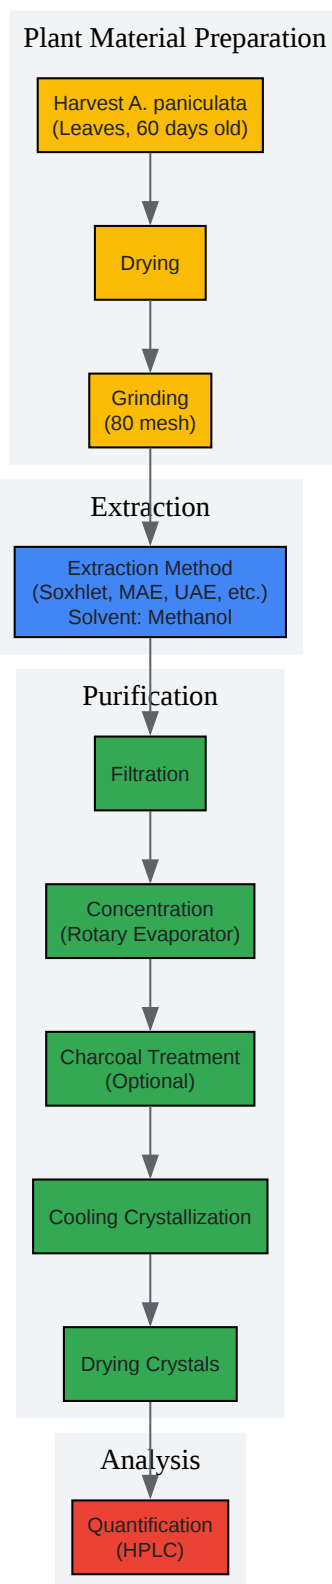 Plant Material Preparation
Harvest A. paniculata
(Leaves, 60 days old)
Drying
Grinding
(80 mesh)
Extraction
Extraction Method
(Soxhlet, MAE, UAE, etc.)
Solvent: Methanol
Purification
Filtration
Concentration
(Rotary Evaporator)
Charcoal Treatment
(Optional)
Cooling Crystallization
Drying Crystals
Analysis
Quantification
(HPLC)